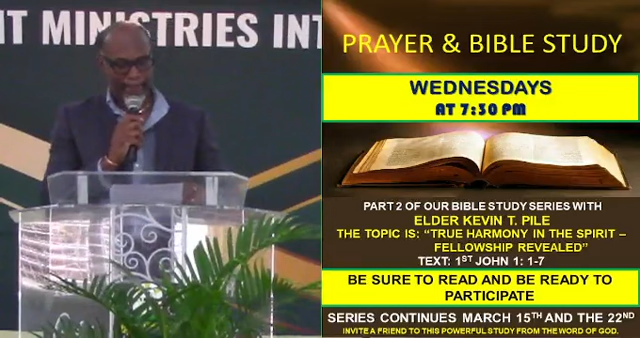 IT MINISTRIES INT
PRAYER & BIBLE STUDY
WEDNESDAYS
AT 7:30 PM
PART 2 OF OUR BIBLE STUDY SERIES WITH
ELDER KEVIN T. PILE
THE TOPIC IS: “TRUE HARMONY IN THE SPIRIT –
FELLOWSHIP REVEALED”
TEXT: 1ST JOHN 1: 1-7
BE SURE TO READ AND BE READY TO
PARTICIPATE
SERIES CONTINUES MARCH 15TH AND THE 22ND
INVITE A FRIEND TO THIS POWERFUL STUDY FROM THE WORD OF GOD.